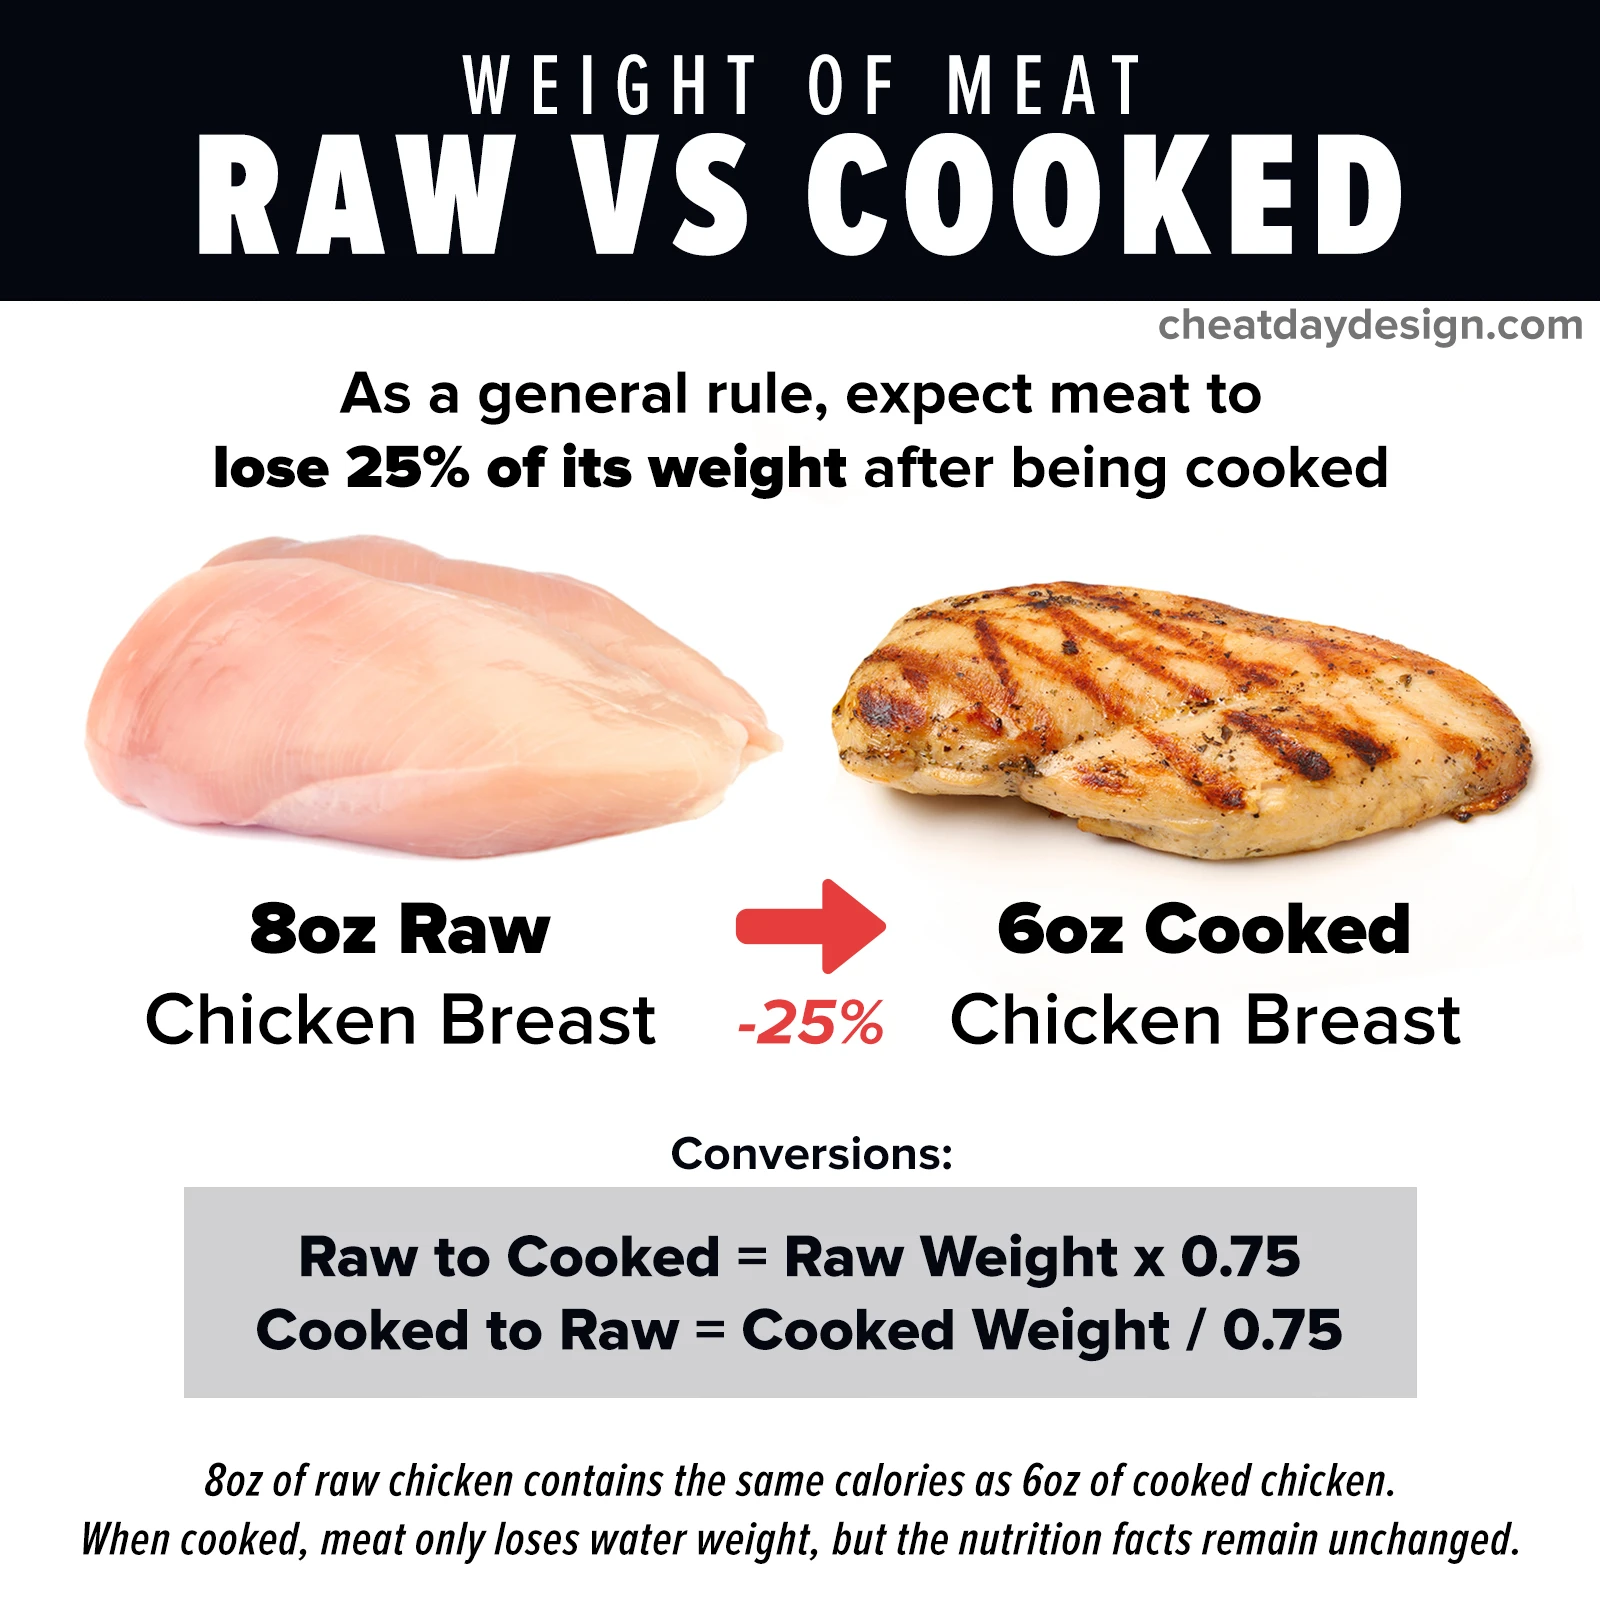 WEIGHT OF MEAT
RAW VS COOKED
cheatdaydesign.com
As a general rule, expect meat to
lose 25% of its weight after being cooked
8oz Raw
Chicken Breast
-25%
6oz Cooked
Chicken Breast
Conversions:
Raw to Cooked = Raw Weight x 0.75
Cooked to Raw = Cooked Weight / 0.75
8oz of raw chicken contains the same calories as 6oz of cooked chicken.
When cooked, meat only loses water weight, but the nutrition facts remain unchanged.